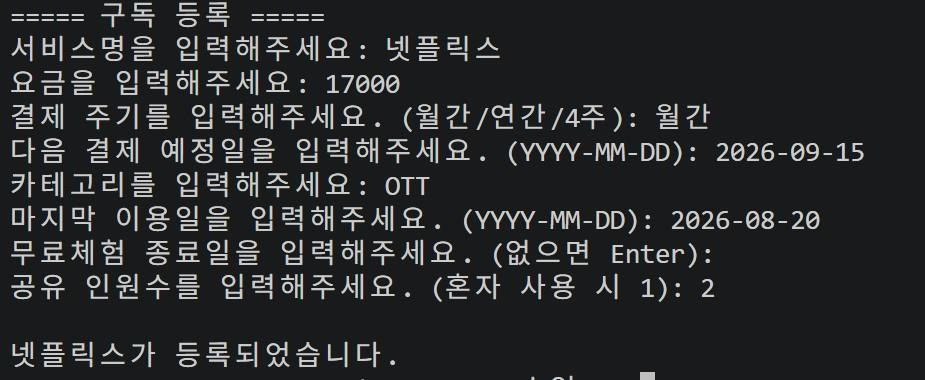 ===== 구독 등록 =====
서비스명을 입력해주세요: 넷플릭스
요금을 입력해주세요: 17000
결제 주기를 입력해주세요. (월간/연간/4주): 월간
다음 결제 예정일을 입력해주세요. (YYYY-MM-DD): 2026-09-15
카테고리를 입력해주세요: OTT
마지막 이용일을 입력해주세요. (YYYY-MM-DD): 2026-08-20
무료체험 종료일을 입력해주세요. (없으면 Enter):
공유 인원수를 입력해주세요. (혼자 사용 시 1): 2
넷플릭스가 등록되었습니다.